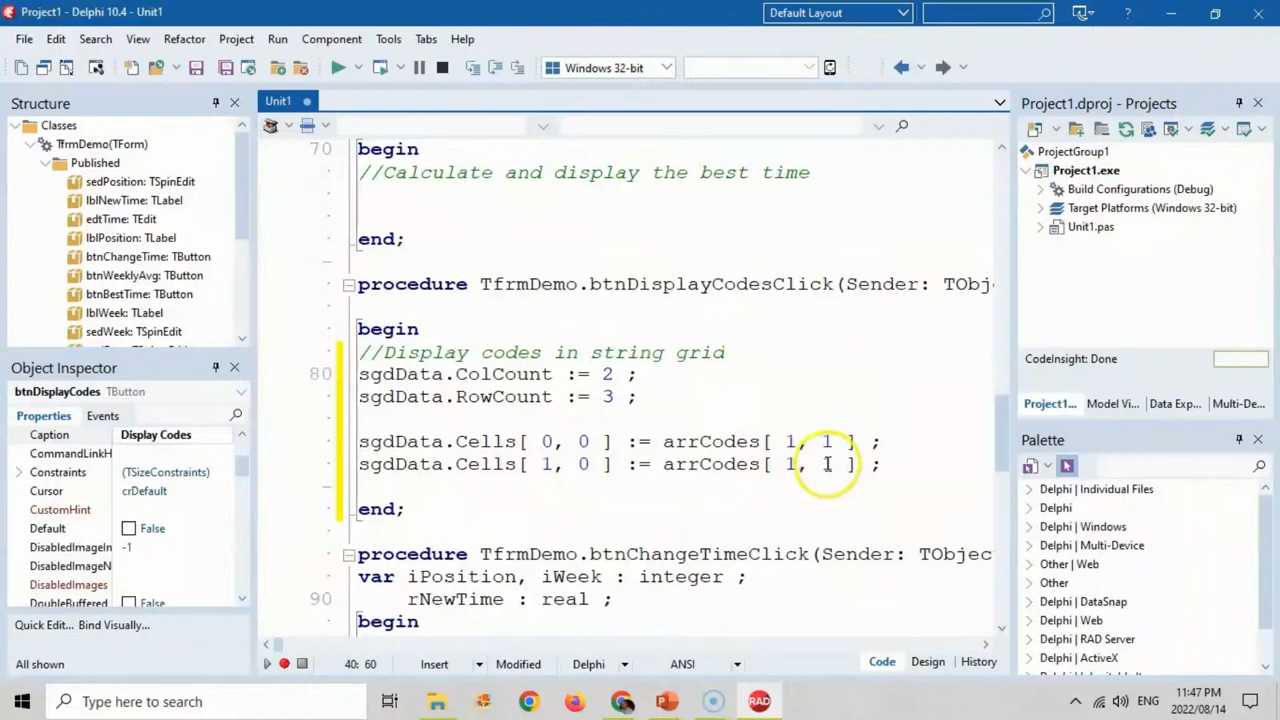 Project1 - Delphi 10.4 - Unit1
Default Layout
File Edit Search View Refactor Project Run Component Tools Tabs Help
Windows 32-bit
Structure
Classes
TfrmDemo(TForm)
Published
sedPosition: TSpinEdit
lblNewTime: TLabel
edtTime: TEdit
lblPosition: TLabel
btnChangeTime: TButton
btnWeeklyAvg: TButton
btnBestTime: TButton
lblWeek: TLabel
sedWeek: TSpinEdit
Object Inspector
btnDisplayCodes TButton
Properties Events
Caption Display Codes
CommandLinkH
Constraints (TSizeConstraints)
Cursor crDefault
CustomHint
Default False
DisabledImageIn -1
DisabledImageN
DisabledImages
DoubleBuffered False
Quick Edit... Bind Visually...
All shown
Unit1
70 begin
//Calculate and display the best time
end;
procedure TfrmDemo.btnDisplayCodesClick(Sender: TObj
begin
//Display codes in string grid
80 sgdData.ColCount := 2 ;
sgdData.RowCount := 3 ;
sgdData.Cells[ 0, 0 ] := arrCodes[ 1, 1 ] ;
sgdData.Cells[ 1, 0 ] := arrCodes[ 1, 1 ] ;
end;
procedure TfrmDemo.btnChangeTimeClick(Sender: TObjec
var iPosition, iWeek : integer ;
90 rNewTime : real ;
begin
40: 60 Insert Modified Delphi ANSI Code Design History
Project1.dproj - Projects
ProjectGroup1
Project1.exe
Build Configurations (Debug)
Target Platforms (Windows 32-bit)
Unit1.pas
CodeInsight: Done
Project1... Model Vi... Data Exp... Multi-De...
Palette
Delphi | Individual Files
Delphi
Delphi | Windows
Delphi | Multi-Device
Other | Web
Other
Delphi | DataSnap
Delphi | Web
Delphi | RAD Server
Delphi | ActiveX
Type here to search
RAD
ENG
11:47 PM
2022/08/14